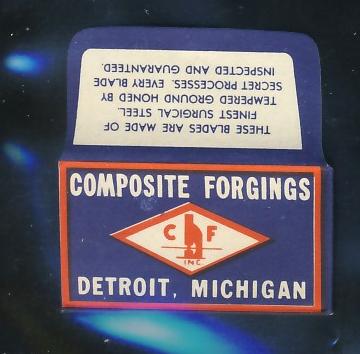 THESE BLADES ARE MADE OF
FINEST SURGICAL STEEL
TEMPERED GROUND HONED BY
SECRET PROCESSES. EVERY BLADE
INSPECTED AND GUARANTEED.
COMPOSITE FORGINGS
C F
INC.
DETROIT, MICHIGAN